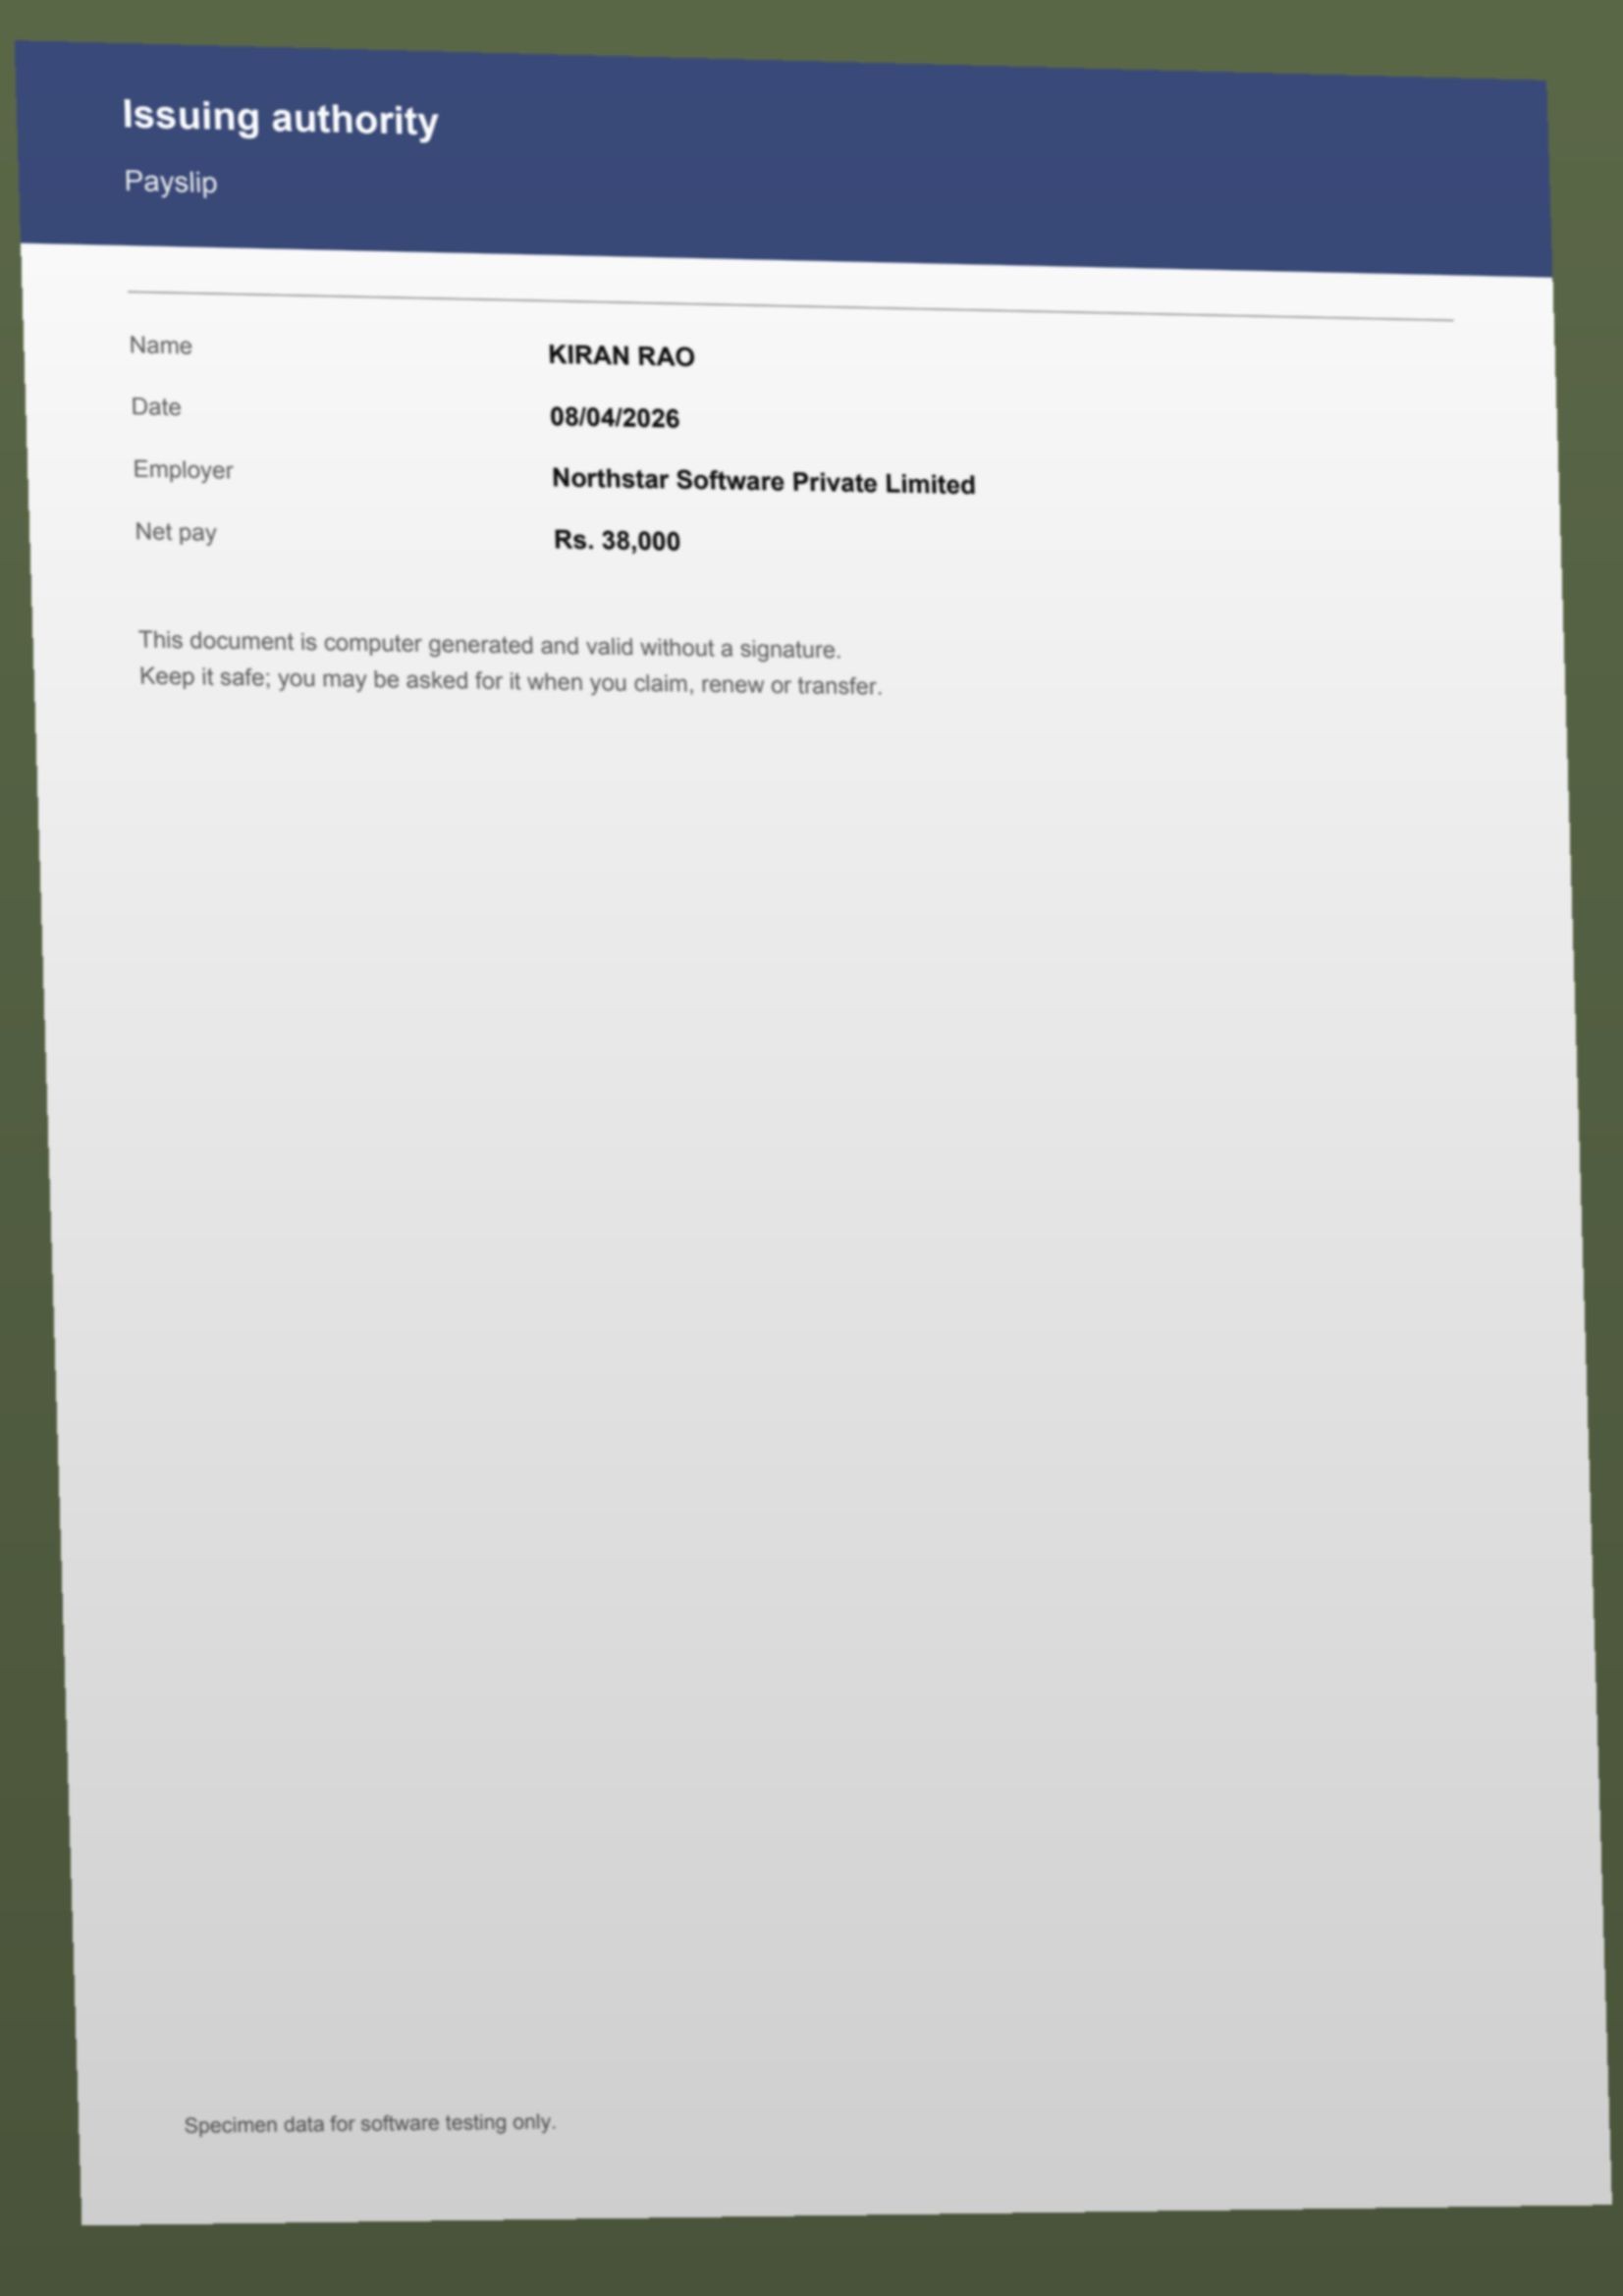 Issuing authority
Payslip
Name KIRAN RAO
Date 08/04/2026
Employer Northstar Software Private Limited
Net pay Rs. 38,000
This document is computer generated and valid without a signature.
Keep it safe; you may be asked for it when you claim, renew or transfer.
Specimen data for software testing only.